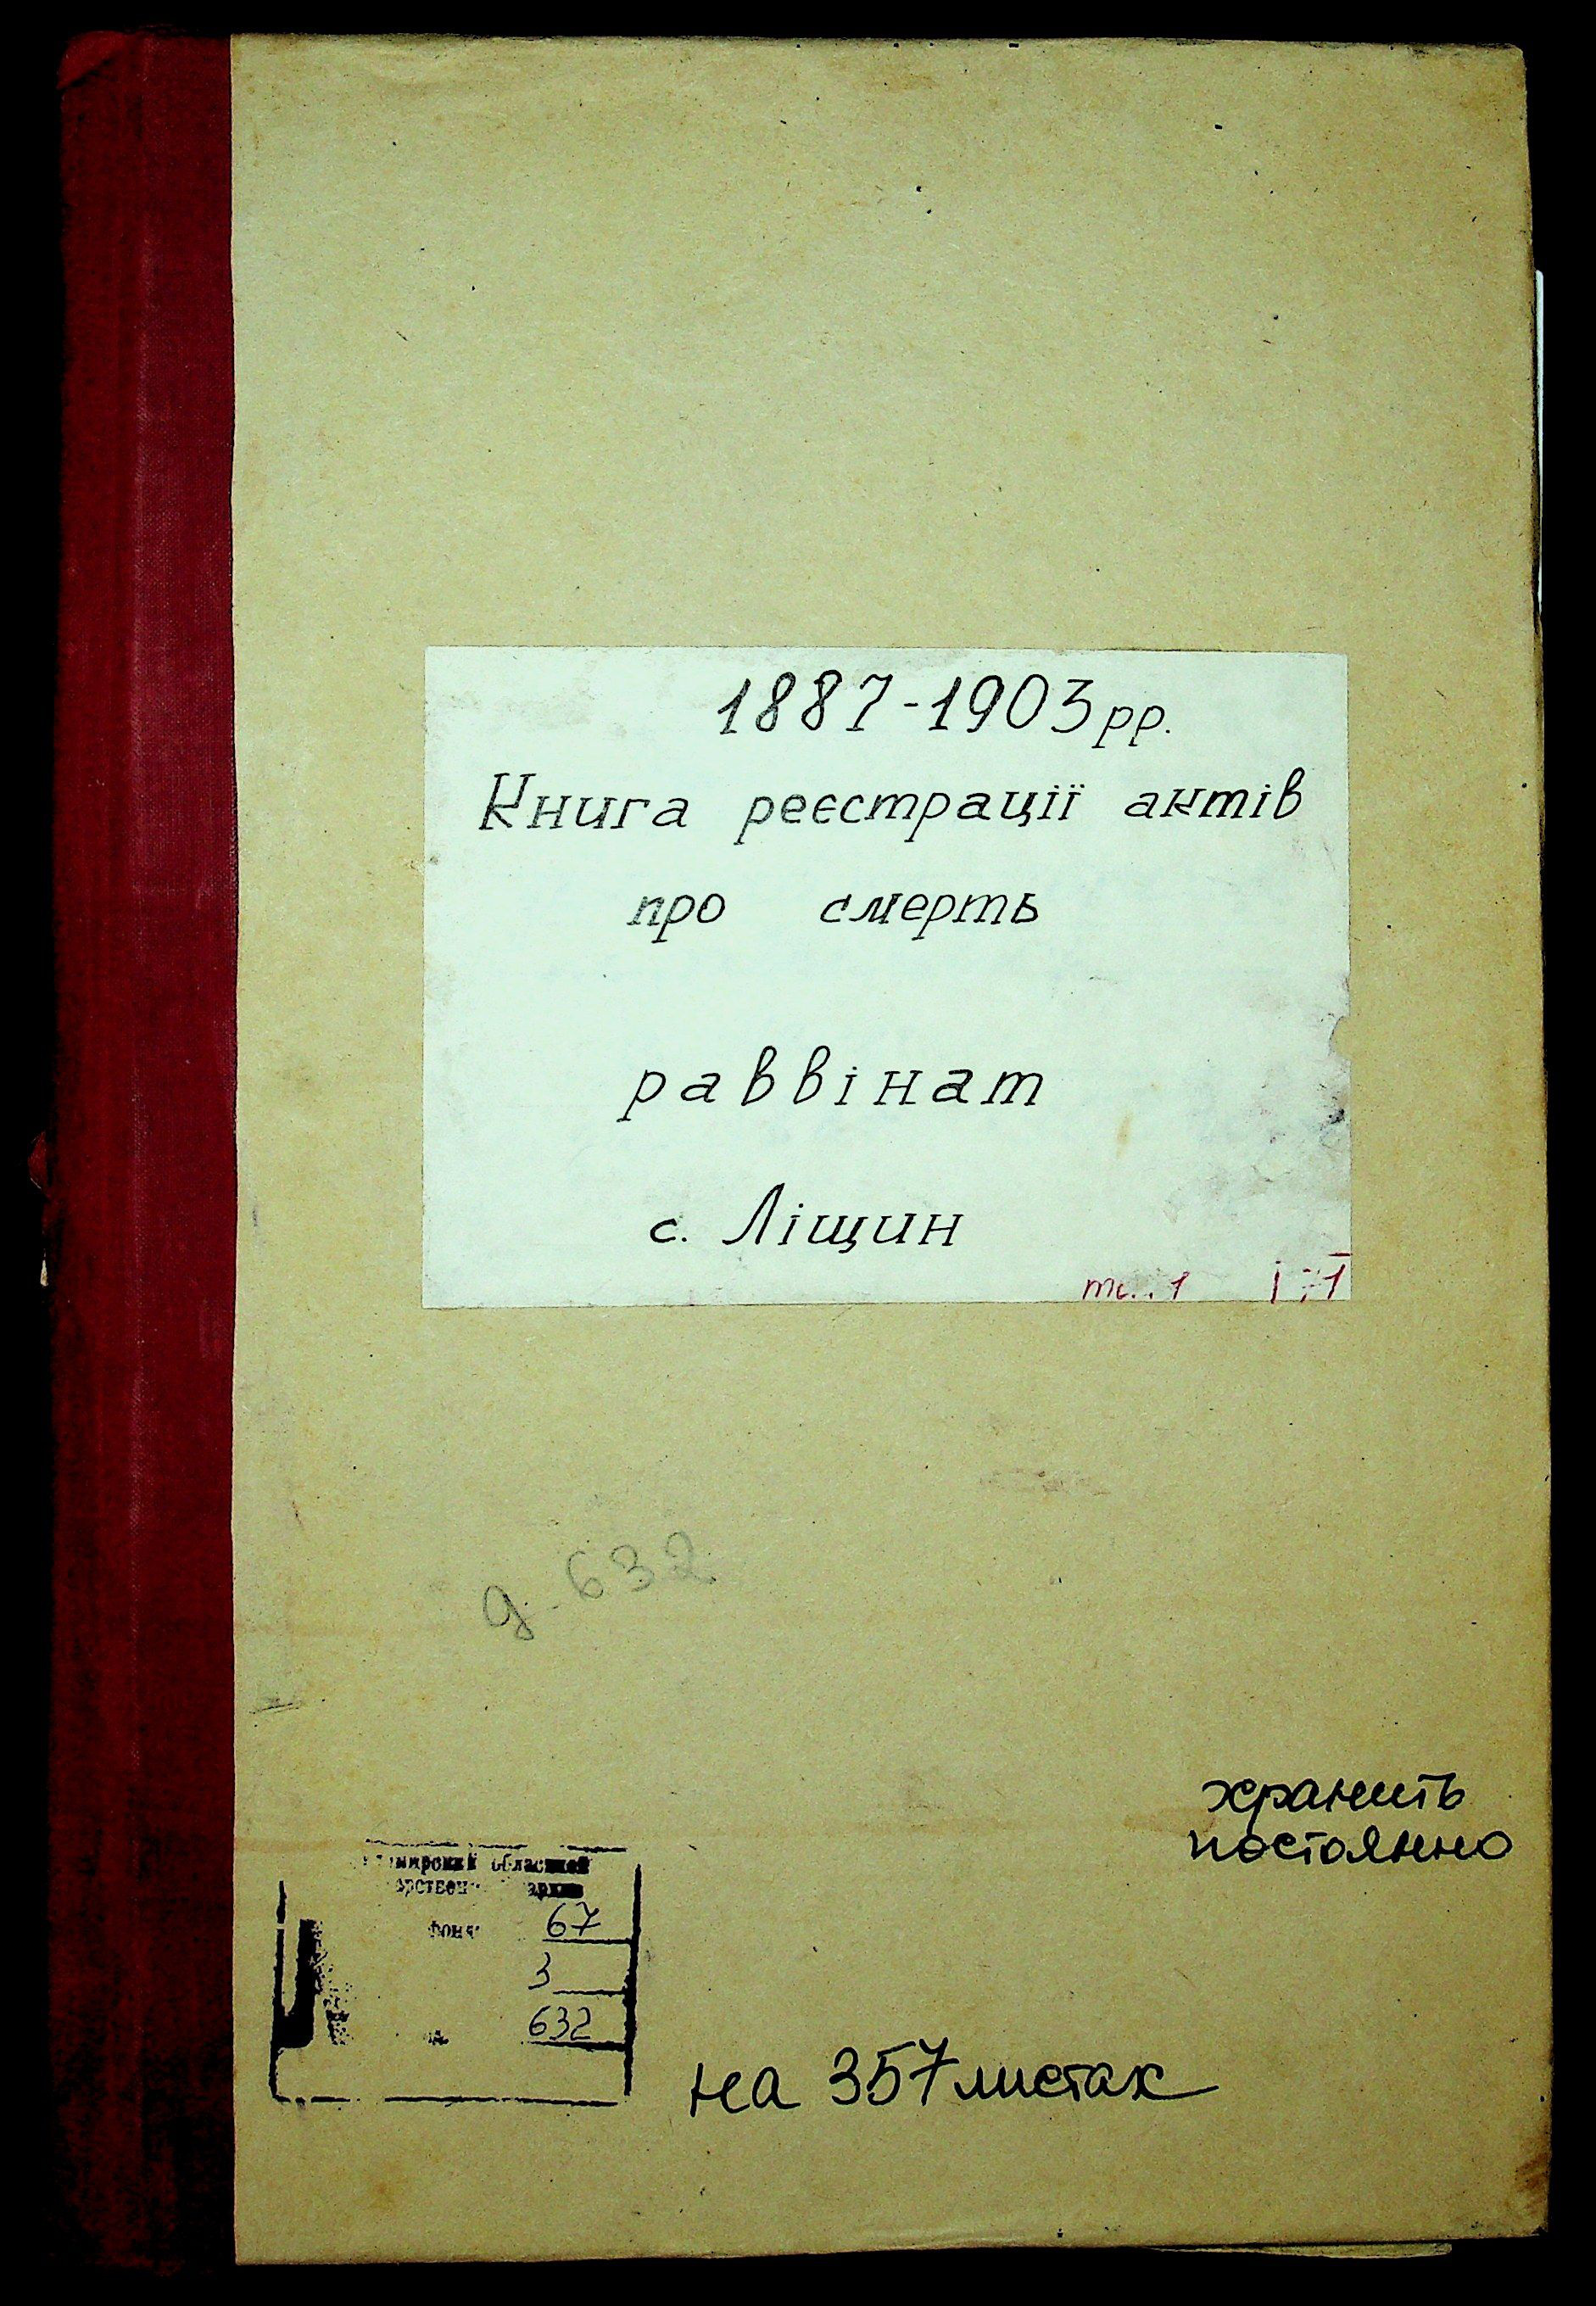 1887-1903 рр.
Книга реєстрації актів
про смерть
раввінат
с. Ліщин
д. 632
хранить
постоянно
67
3
632
на 357 листах